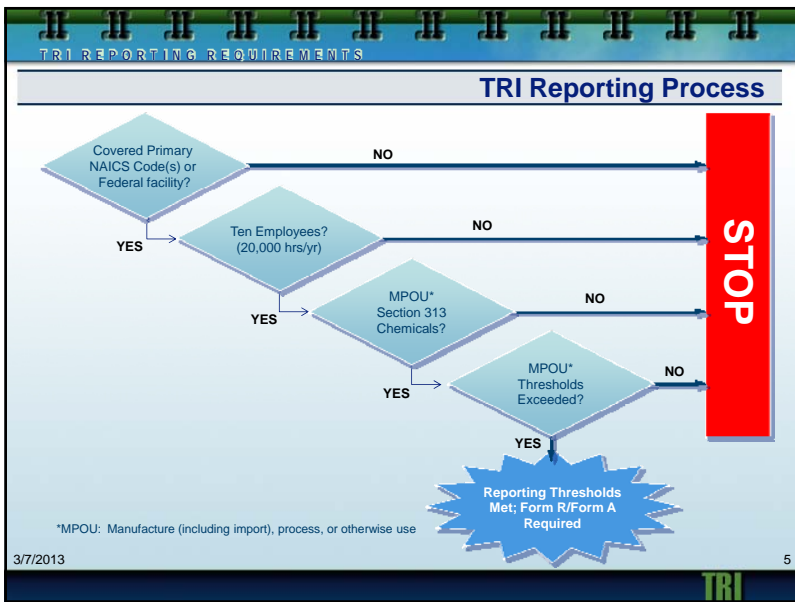 TRI REPORTING REQUIREMENTS
TRI Reporting Process
Covered Primary
NAICS Code(s) or
Federal facility?
NO
YES
Ten Employees?
(20,000 hrs/yr)
NO
YES
MPOU*
Section 313
Chemicals?
NO
YES
MPOU*
Thresholds
Exceeded?
NO
YES
STOP
Reporting Thresholds
Met; Form R/Form A
Required
*MPOU: Manufacture (including import), process, or otherwise use
3/7/2013
5
TRI